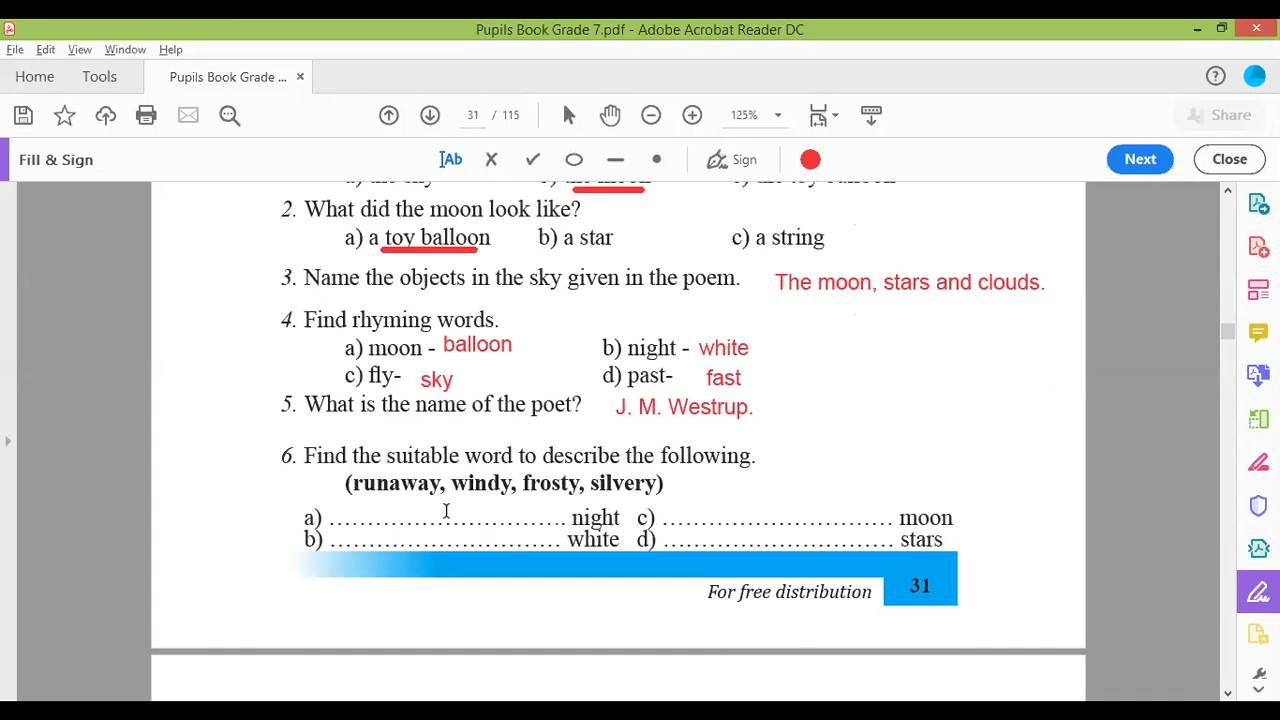 Pupils Book Grade 7.pdf - Adobe Acrobat Reader DC
File Edit View Window Help
Home Tools Pupils Book Grade ... ×
31 / 115 125% Share
Fill & Sign Ab Sign Next Close
2. What did the moon look like?
a) a toy balloon b) a star c) a string
3. Name the objects in the sky given in the poem. The moon, stars and clouds.
4. Find rhyming words.
a) moon - balloon b) night - white
c) fly- sky d) past- fast
5. What is the name of the poet? J. M. Westrup.
6. Find the suitable word to describe the following.
(runaway, windy, frosty, silvery)
a) .............................. night c) .............................. moon
b) .............................. white d) .............................. stars
For free distribution 31